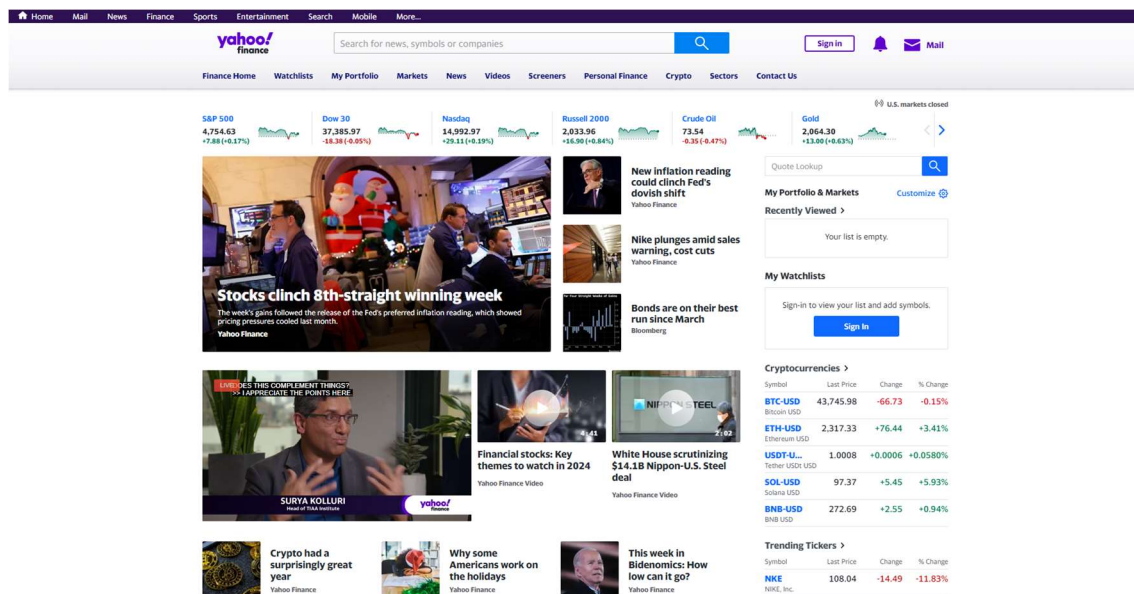 Home Mail News Finance Sports Entertainment Search Mobile More...
yahoo!
finance
Search for news, symbols or companies
Sign in
Mail
Finance Home Watchlists My Portfolio Markets News Videos Screeners Personal Finance Crypto Sectors Contact Us
U.S. markets closed
S&P 500 Dow 30 Nasdaq Russell 2000 Crude Oil Gold
4,754.63 37,385.97 14,992.97 2,033.96 73.54 2,064.30
+7.88 (+0.17%) -18.38 (-0.05%) +29.11 (+0.19%) +16.90 (+0.84%) -0.35 (-0.47%) +13.00 (+0.63%)
Stocks clinch 8th-straight winning week
The week's gains followed the release of the Fed's preferred inflation reading, which showed
pricing pressures cooled last month.
Yahoo Finance
New inflation reading
could clinch Fed's
dovish shift
Yahoo Finance
Nike plunges amid sales
warning, cost cuts
Yahoo Finance
Bonds are on their best
run since March
Bloomberg
Quote Lookup
My Portfolio & Markets Customize
Recently Viewed >
Your list is empty.
My Watchlists
Sign-in to view your list and add symbols.
Sign In
LIVE DOES THIS COMPLEMENT THINGS?
>> I APPRECIATE THE POINTS HERE.
SURYA KOLLURI
Head of TIAA Institute
yahoo!
finance
4:41
Financial stocks: Key
themes to watch in 2024
Yahoo Finance Video
NIPPON STEEL
2:02
White House scrutinizing
$14.1B Nippon-U.S. Steel
deal
Yahoo Finance Video
Cryptocurrencies >
Symbol Last Price Change % Change
BTC-USD 43,745.98 -66.73 -0.15%
Bitcoin USD
ETH-USD 2,317.33 +76.44 +3.41%
Ethereum USD
USDT-U... 1.0008 +0.0006 +0.0580%
Tether USDt USD
SOL-USD 97.37 +5.45 +5.93%
Solana USD
BNB-USD 272.69 +2.55 +0.94%
BNB USD
Crypto had a
surprisingly great
year
Yahoo Finance
Why some
Americans work on
the holidays
Yahoo Finance
This week in
Bidenomics: How
low can it go?
Yahoo Finance
Trending Tickers >
Symbol Last Price Change % Change
NKE 108.04 -14.49 -11.83%
NIKE, Inc.